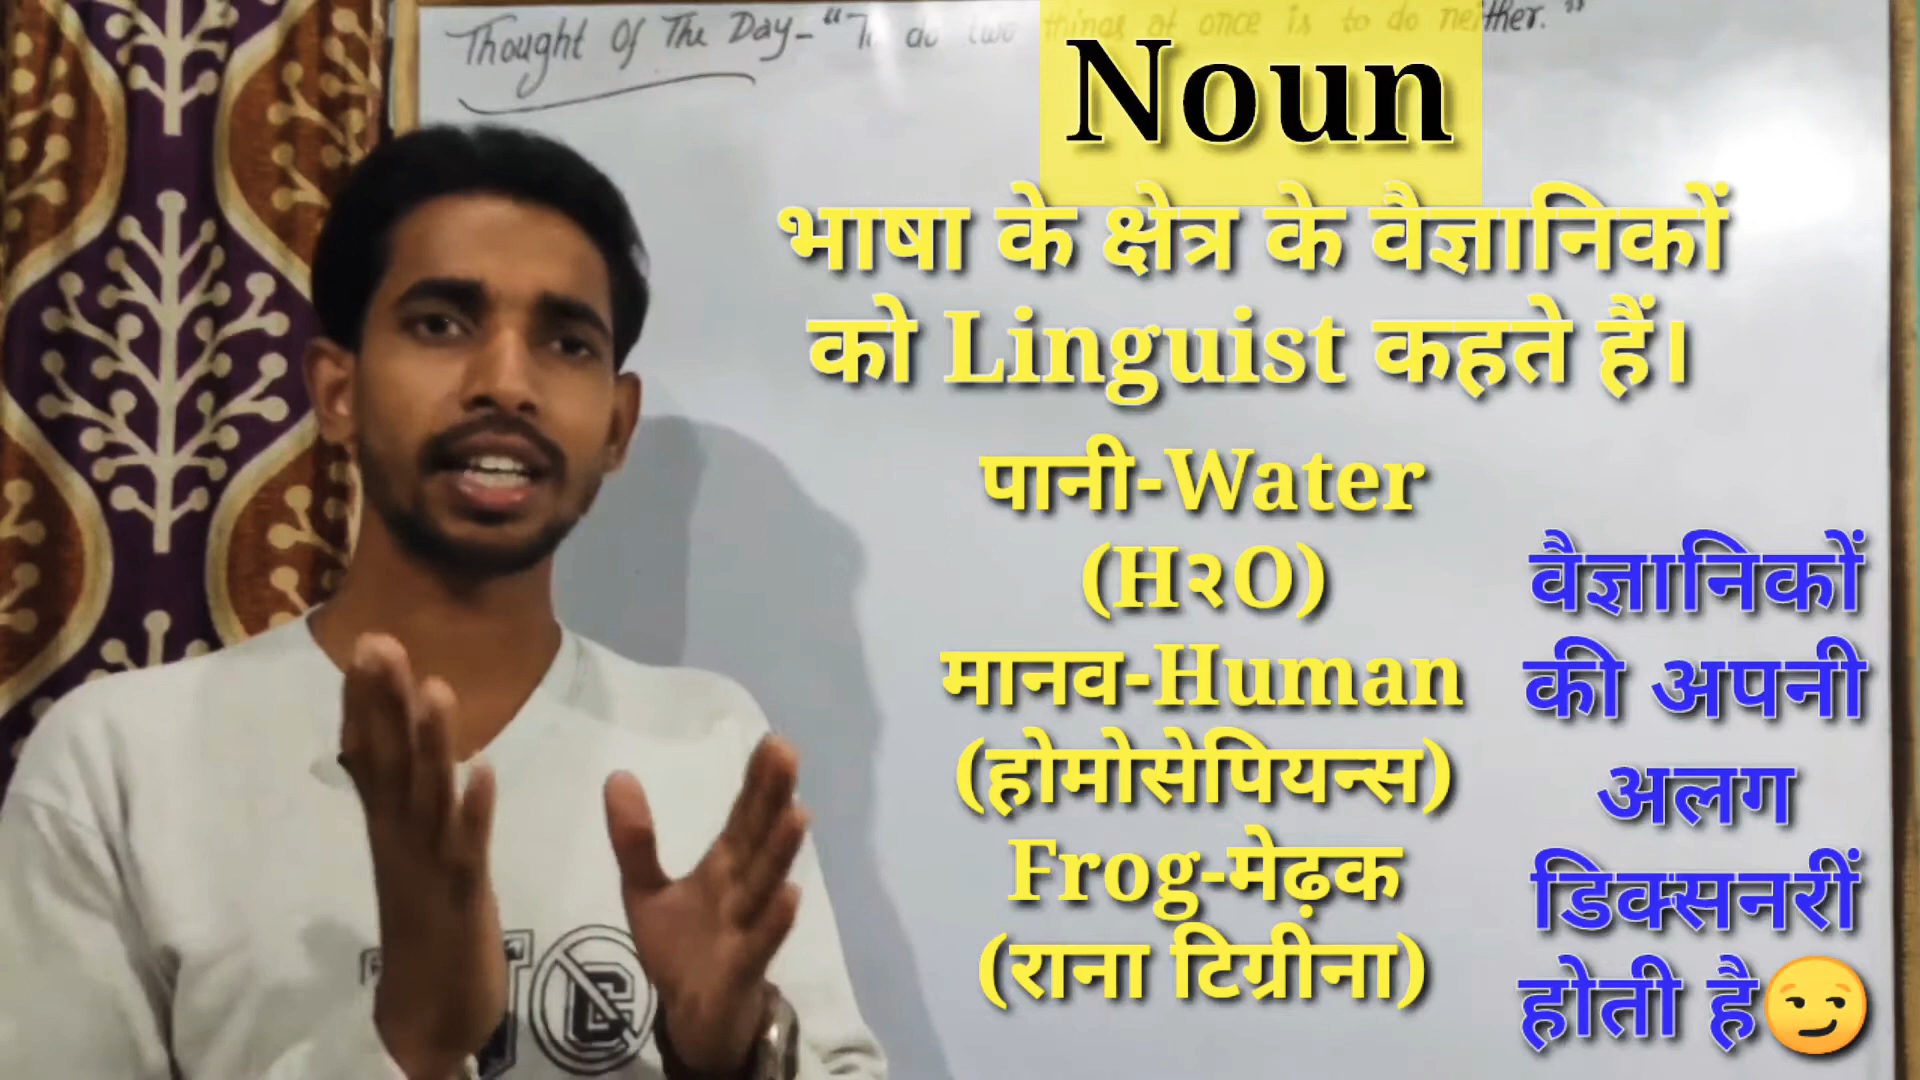 Thought Of The Day-"To do two things at once is to do neither."
Noun
भाषा के क्षेत्र के वैज्ञानिकों
को Linguist कहते हैं।
पानी-Water
(H२O)
मानव-Human
(होमोसेपियन्स)
Frog-मेढ़क
(राना टिग्रीना)
वैज्ञानिकों
की अपनी
अलग
डिक्सनरीं
होती है😏